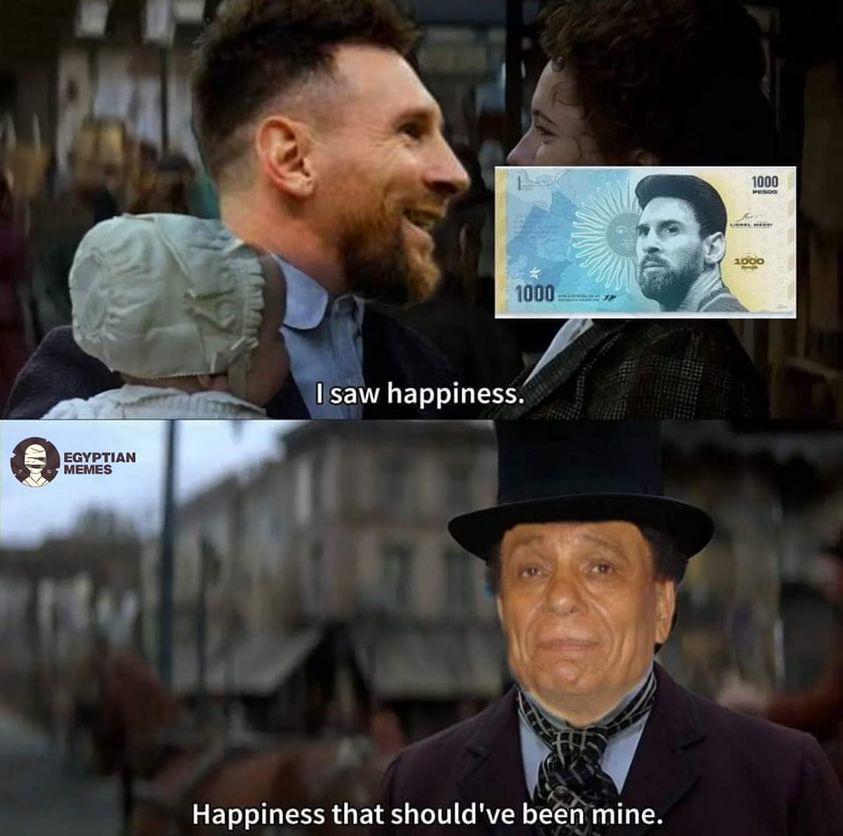 1000
PESOS
LIONEL MESSI
1000
1000
I saw happiness.
EGYPTIAN
MEMES
Happiness that should've been mine.